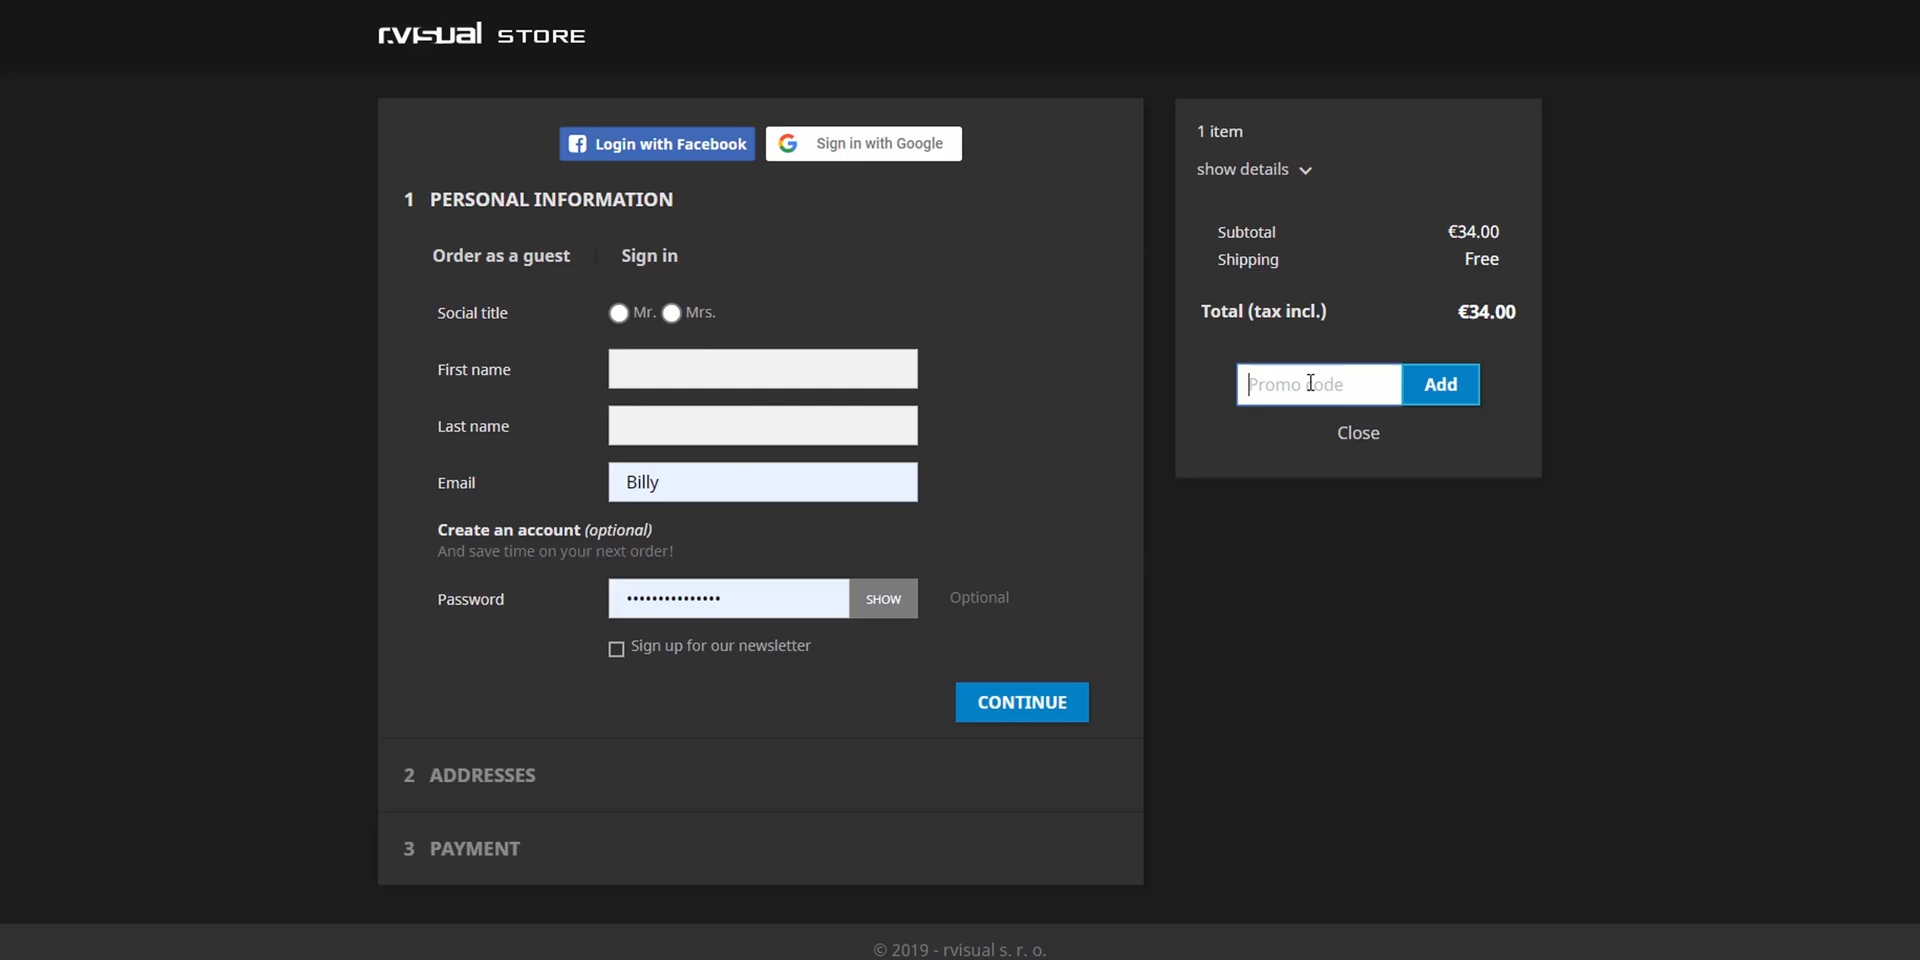 rvisual STORE
Login with Facebook
Sign in with Google
1 PERSONAL INFORMATION
Order as a guest
Sign in
Social title
Mr.
Mrs.
First name
Last name
Email
Billy
Create an account (optional)
And save time on your next order!
Password
•••••••••••••••
SHOW
Optional
Sign up for our newsletter
CONTINUE
2 ADDRESSES
3 PAYMENT
1 item
show details
Subtotal €34.00
Shipping Free
Total (tax incl.) €34.00
Promo code
Add
Close
© 2019 - rvisual s. r. o.